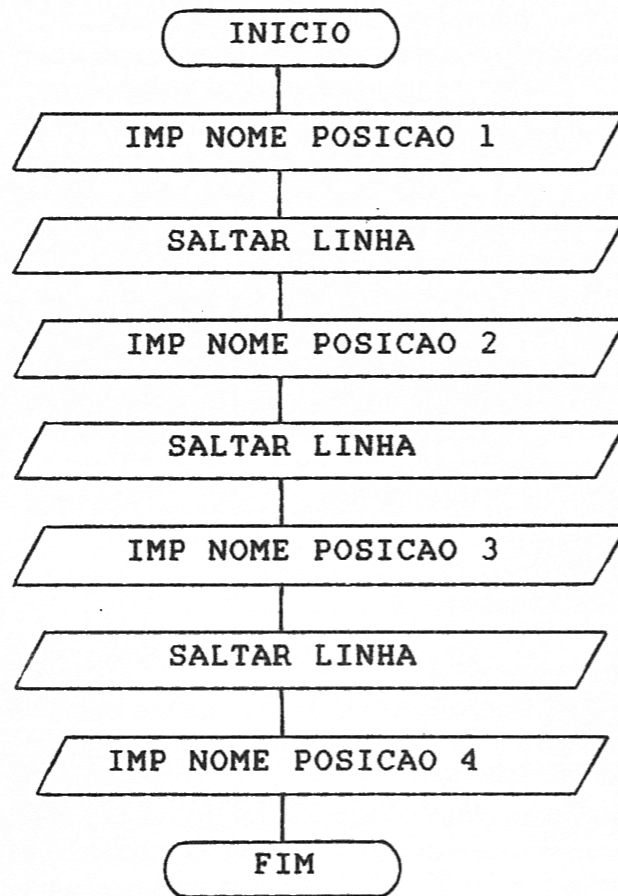 INICIO
IMP NOME POSICAO 1
SALTAR LINHA
IMP NOME POSICAO 2
SALTAR LINHA
IMP NOME POSICAO 3
SALTAR LINHA
IMP NOME POSICAO 4
FIM